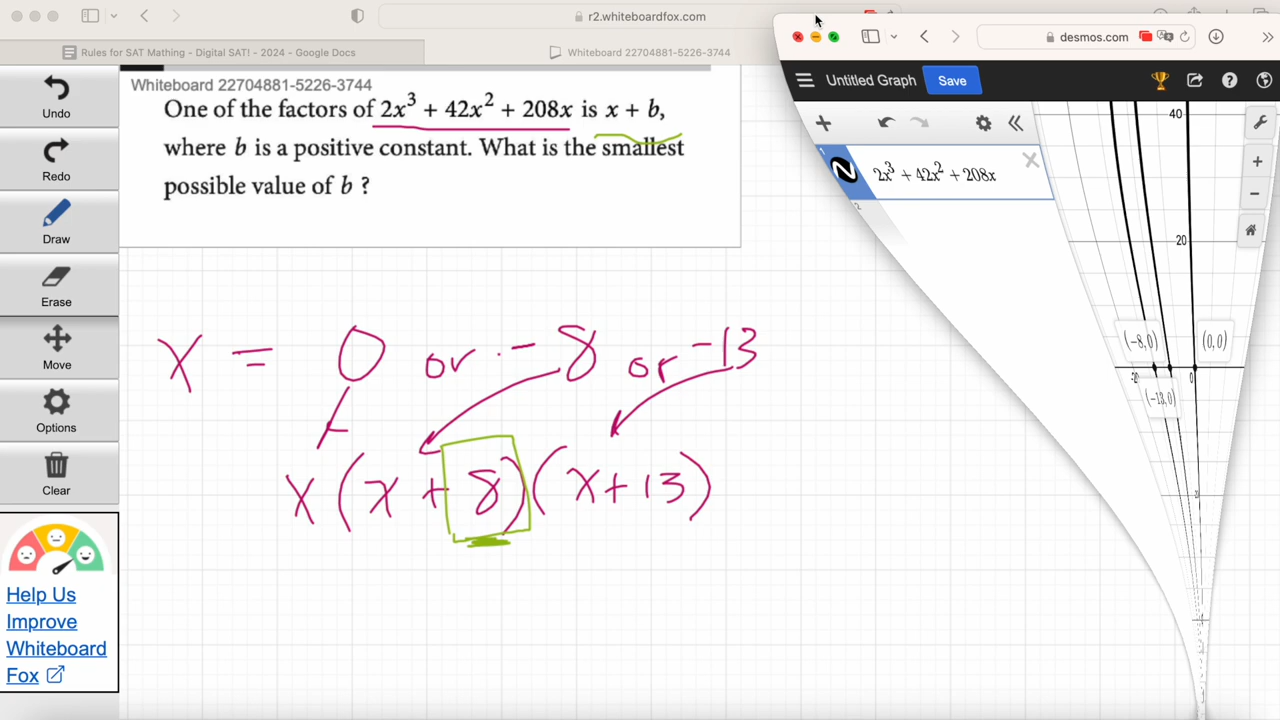 r2.whiteboardfox.com
Rules for SAT Mathing - Digital SAT! - 2024 - Google Docs
Whiteboard 22704881-5226-3744
Undo
Redo
Draw
Erase
Move
Options
Clear
Help Us
Improve
Whiteboard
Fox
Whiteboard 22704881-5226-3744
One of the factors of 2x³ + 42x² + 208x is x + b,
where b is a positive constant. What is the smallest
possible value of b ?
x = 0 or -8 or -13
x(x + 8)(x + 13)
desmos.com
Untitled Graph
Save
1
2x³ + 42x² + 208x
2
40
20
(-8,0)
(0,0)
-20
0
(-13,0)